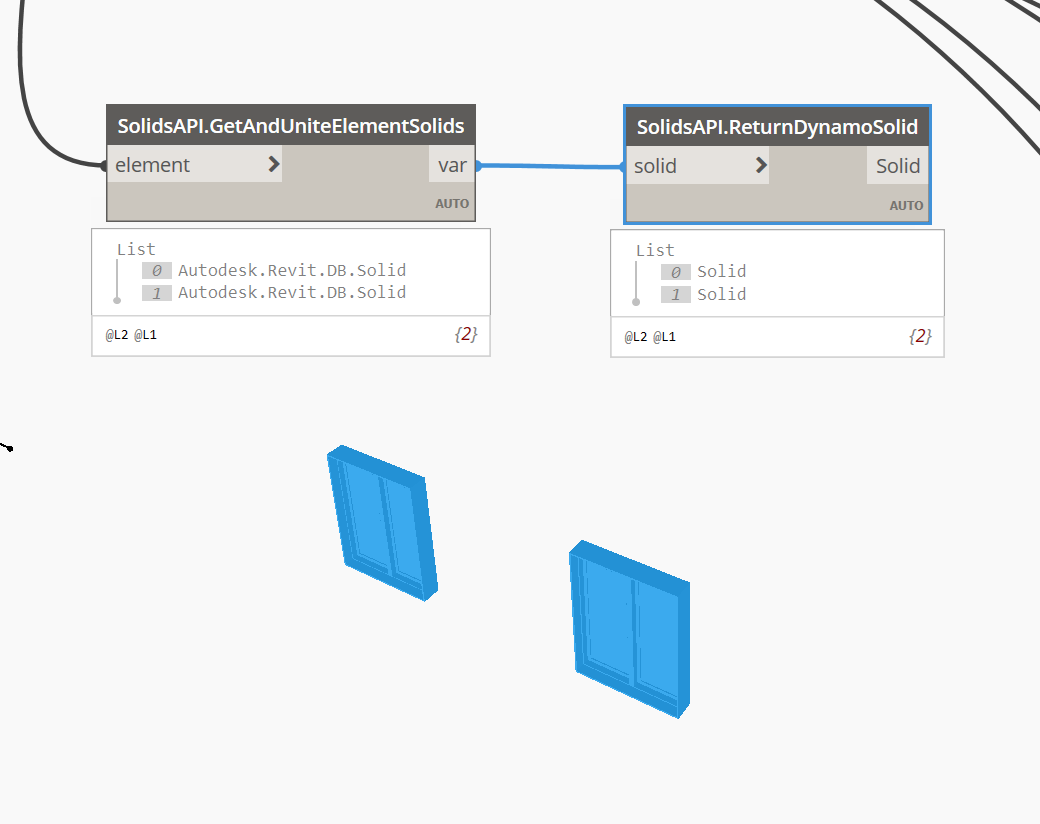 SolidsAPI.GetAndUniteElementSolids
element > var
AUTO
List
0 Autodesk.Revit.DB.Solid
1 Autodesk.Revit.DB.Solid
@L2 @L1 {2}
SolidsAPI.ReturnDynamoSolid
solid > Solid
AUTO
List
0 Solid
1 Solid
@L2 @L1 {2}